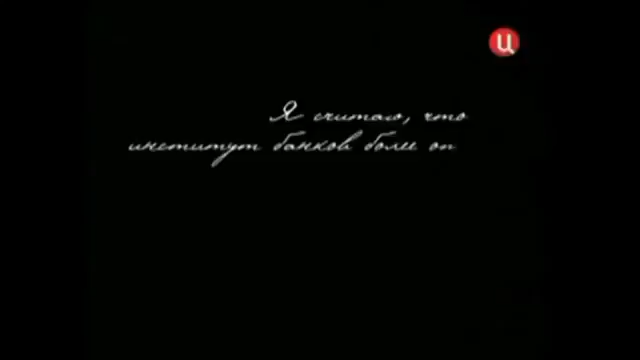 Ц
Я считаю, что
институт банков более оп